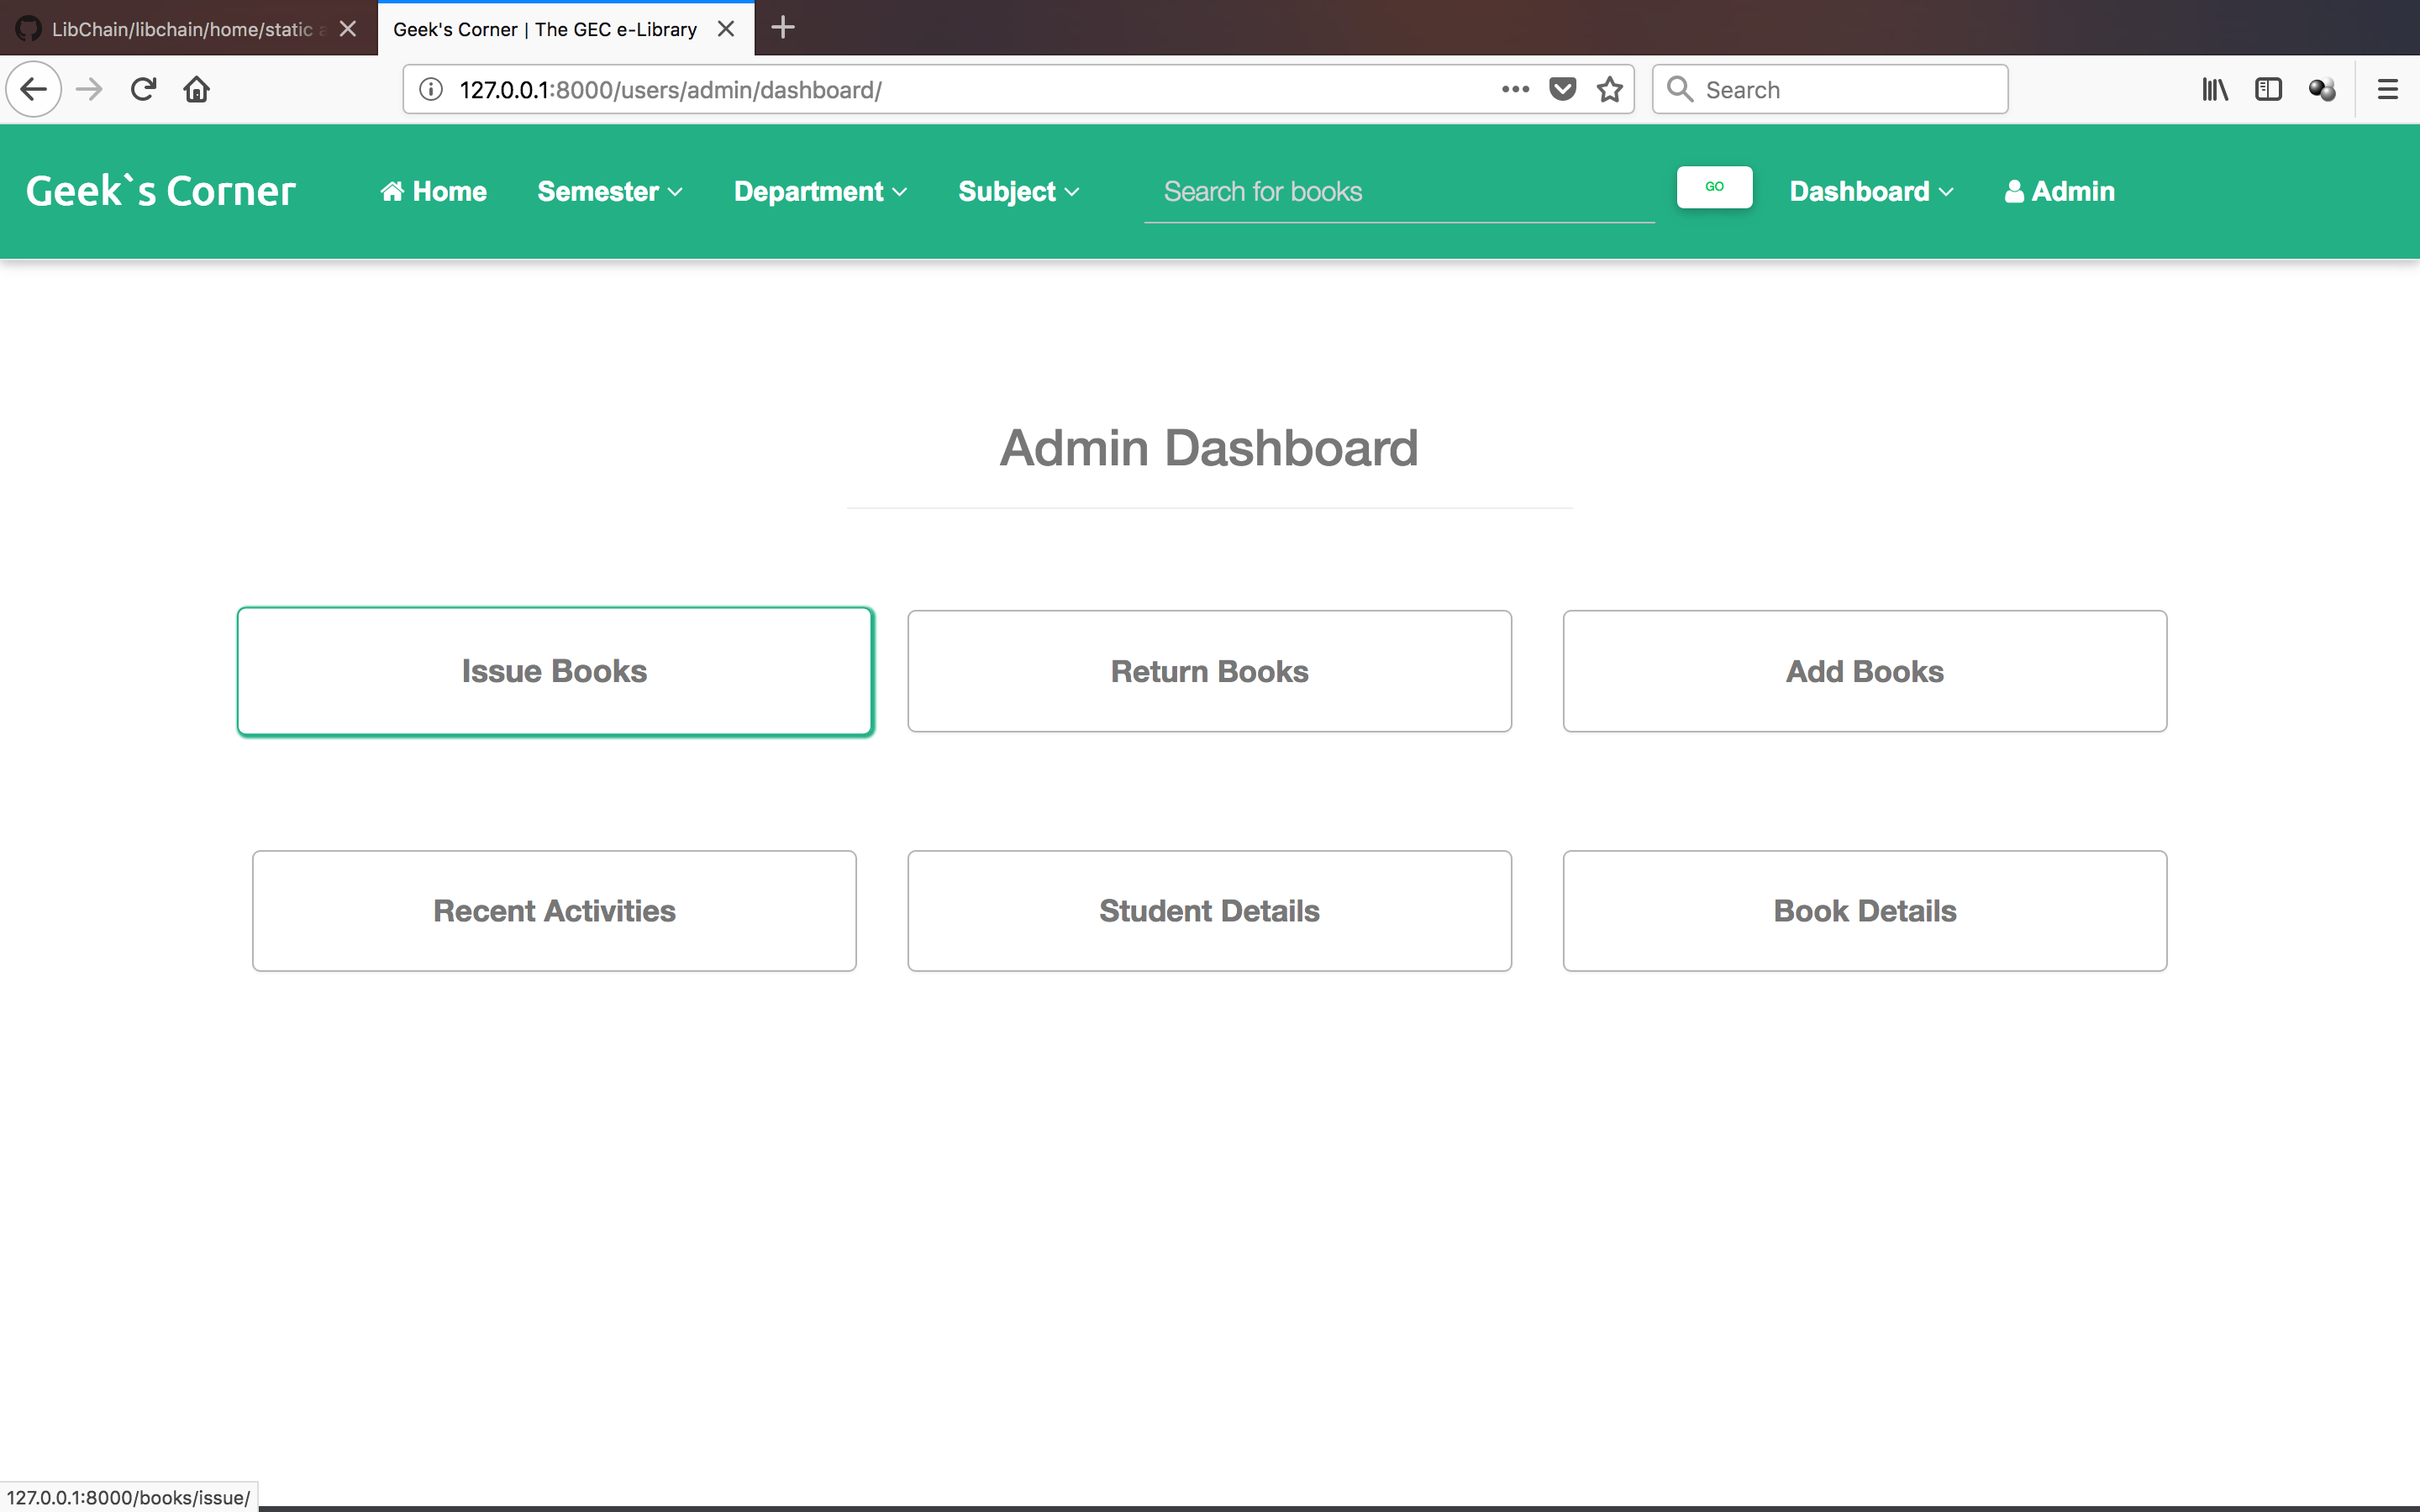 LibChain/libchain/home/static a
Geek's Corner | The GEC e-Library
127.0.0.1:8000/users/admin/dashboard/
Search
Geek`s Corner
Home
Semester
Department
Subject
Search for books
GO
Dashboard
Admin
Admin Dashboard
Issue Books
Return Books
Add Books
Recent Activities
Student Details
Book Details
127.0.0.1:8000/books/issue/